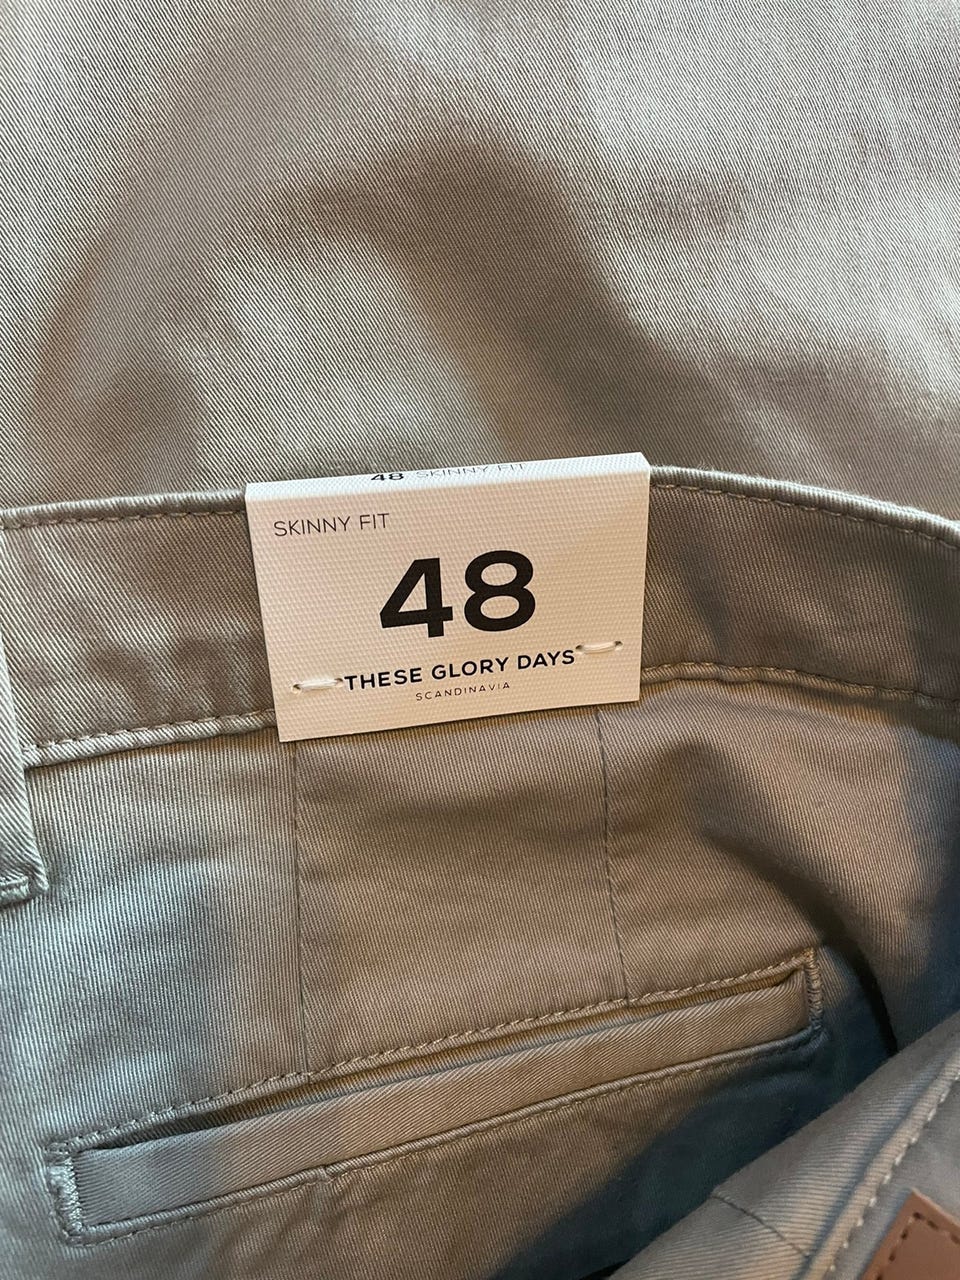 48 SKINNY FIT
SKINNY FIT
48
THESE GLORY DAYS
SCANDINAVIA